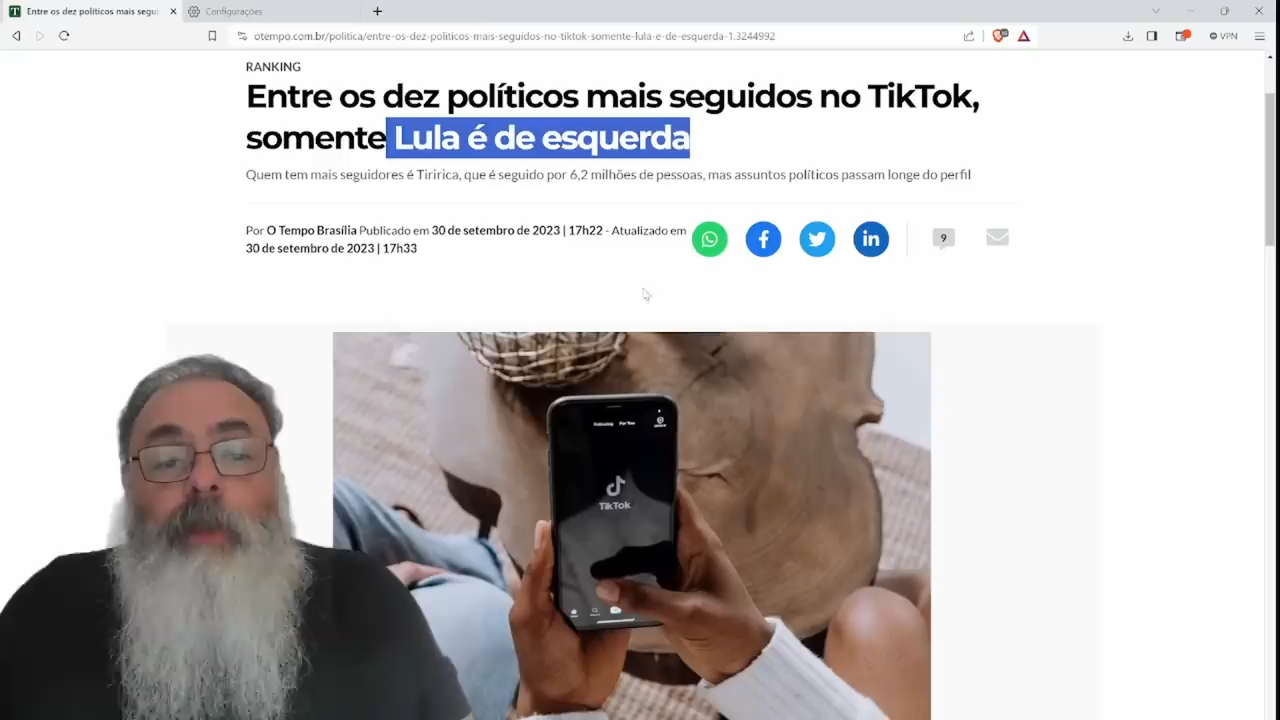 Entre os dez políticos mais segui
Configurações
otempo.com.br/politica/entre-os-dez-politicos-mais-seguidos-no-tiktok-somente-lula-e-de-esquerda-1.3244992
VPN
RANKING
Entre os dez políticos mais seguidos no TikTok,
somente Lula é de esquerda
Quem tem mais seguidores é Tiririca, que é seguido por 6,2 milhões de pessoas, mas assuntos políticos passam longe do perfil
Por O Tempo Brasília Publicado em 30 de setembro de 2023 | 17h22 - Atualizado em
30 de setembro de 2023 | 17h33
9
Following For You
TikTok